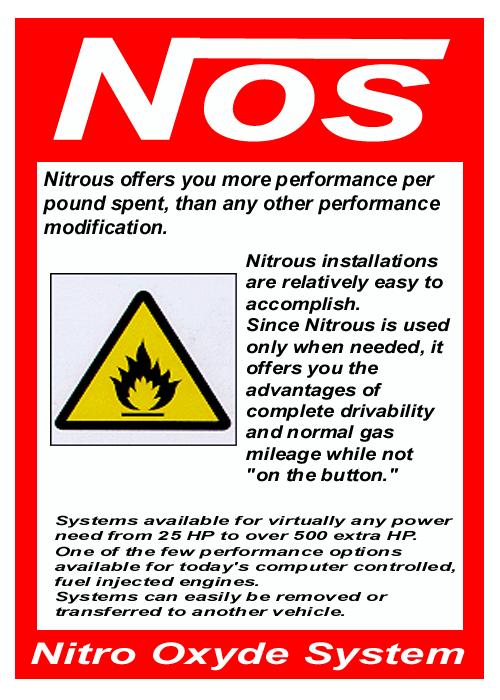 Nos
Nitrous offers you more performance per
pound spent, than any other performance
modification.
Nitrous installations
are relatively easy to
accomplish.
Since Nitrous is used
only when needed, it
offers you the
advantages of
complete drivability
and normal gas
mileage while not
"on the button."
Systems available for virtually any power
need from 25 HP to over 500 extra HP.
One of the few performance options
available for today's computer controlled,
fuel injected engines.
Systems can easily be removed or
transferred to another vehicle.
Nitro Oxyde System